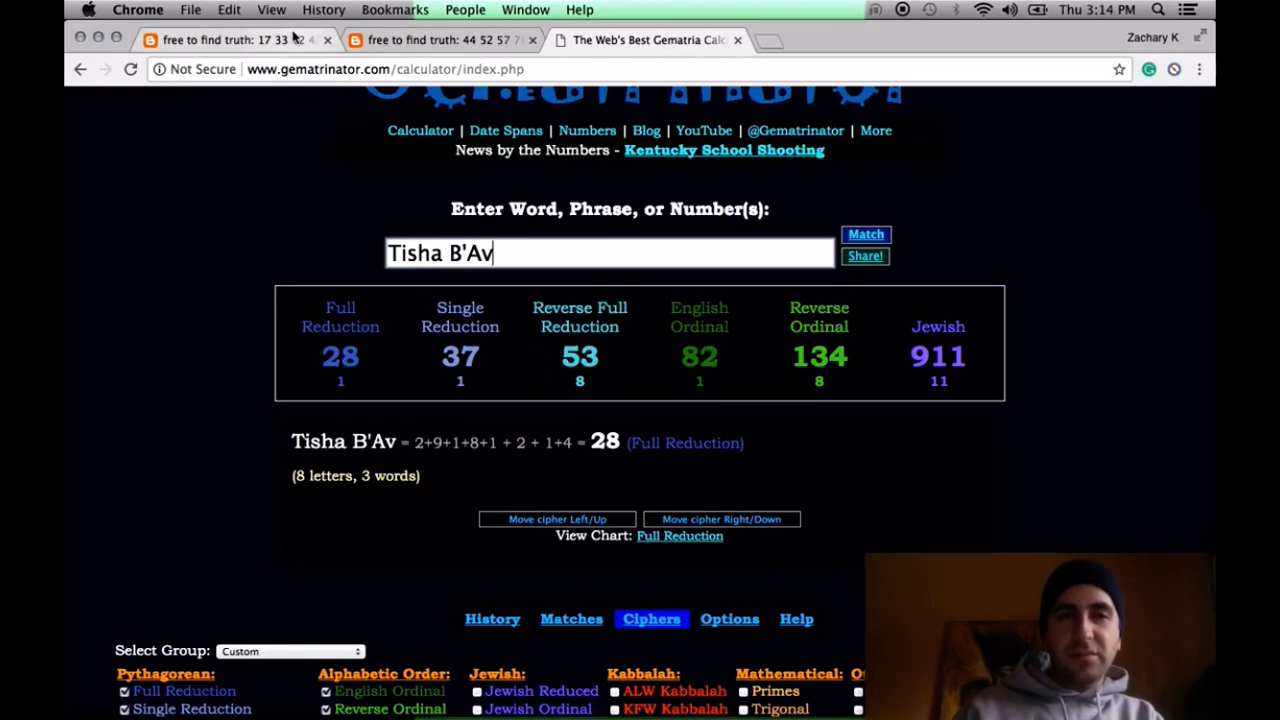 Chrome File Edit View History Bookmarks People Window Help Thu 3:14 PM
free to find truth: 17 33 free to find truth: 44 52 57 The Web's Best Gematria Calc Zachary K
Not Secure www.gematrinator.com/calculator/index.php
Calculator | Date Spans | Numbers | Blog | YouTube | @Gematrinator | More
News by the Numbers - Kentucky School Shooting
Enter Word, Phrase, or Number(s):
Match
Tisha B'Av
Share!
Full Reduction Single Reduction Reverse Full Reduction English Ordinal Reverse Ordinal Jewish
28 37 53 82 134 911
1 1 8 1 8 11
Tisha B'Av = 2+9+1+8+1 + 2 + 1+4 = 28 (Full Reduction)
(8 letters, 3 words)
Move cipher Left/Up Move cipher Right/Down
View Chart: Full Reduction
History Matches Ciphers Options Help
Select Group: Custom
Pythagorean: Alphabetic Order: Jewish: Kabbalah: Mathematical:
Full Reduction English Ordinal Jewish Reduced ALW Kabbalah Primes
Single Reduction Reverse Ordinal Jewish Ordinal KFW Kabbalah Trigonal